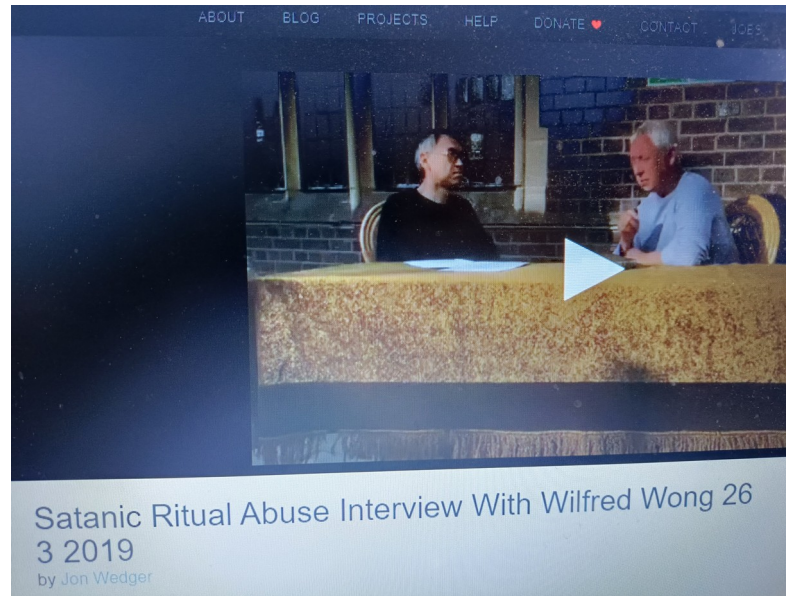 ABOUT BLOG PROJECTS HELP DONATE CONTACT JOBS
Satanic Ritual Abuse Interview With Wilfred Wong 26
3 2019
by Jon Wedger